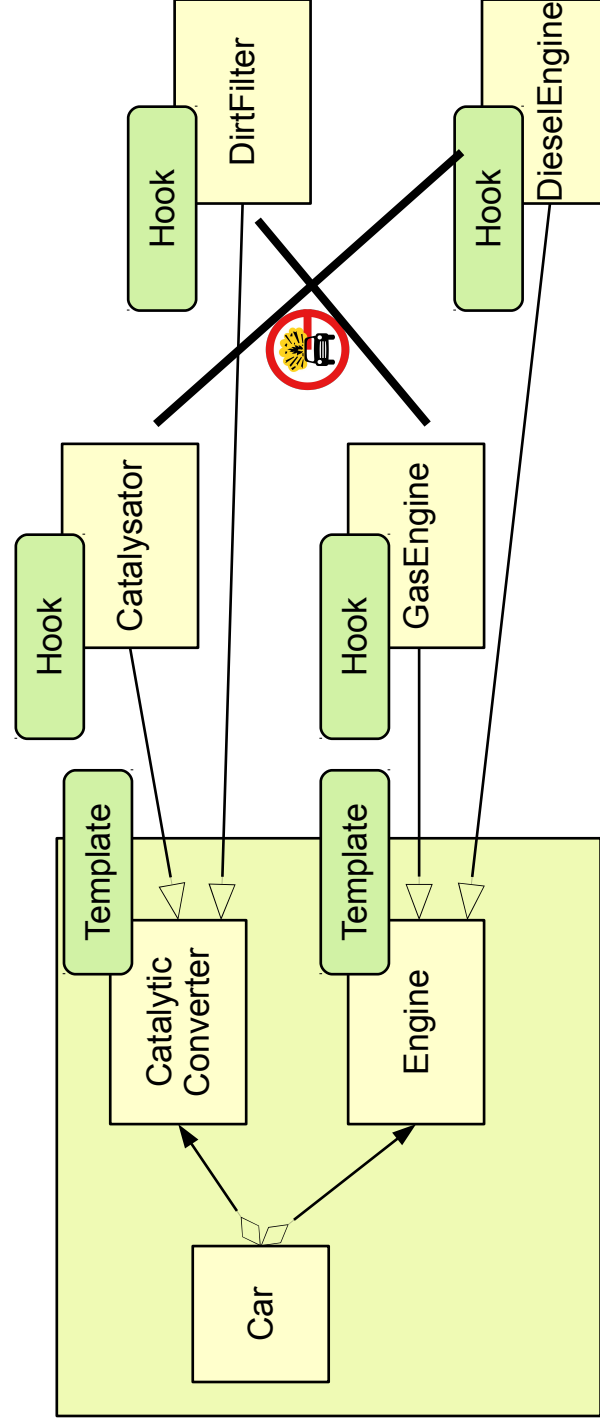 Car
Template
Catalytic
Converter
Template
Engine
Hook
Catalysator
Hook
GasEngine
Hook
DirtFilter
Hook
DieselEngine